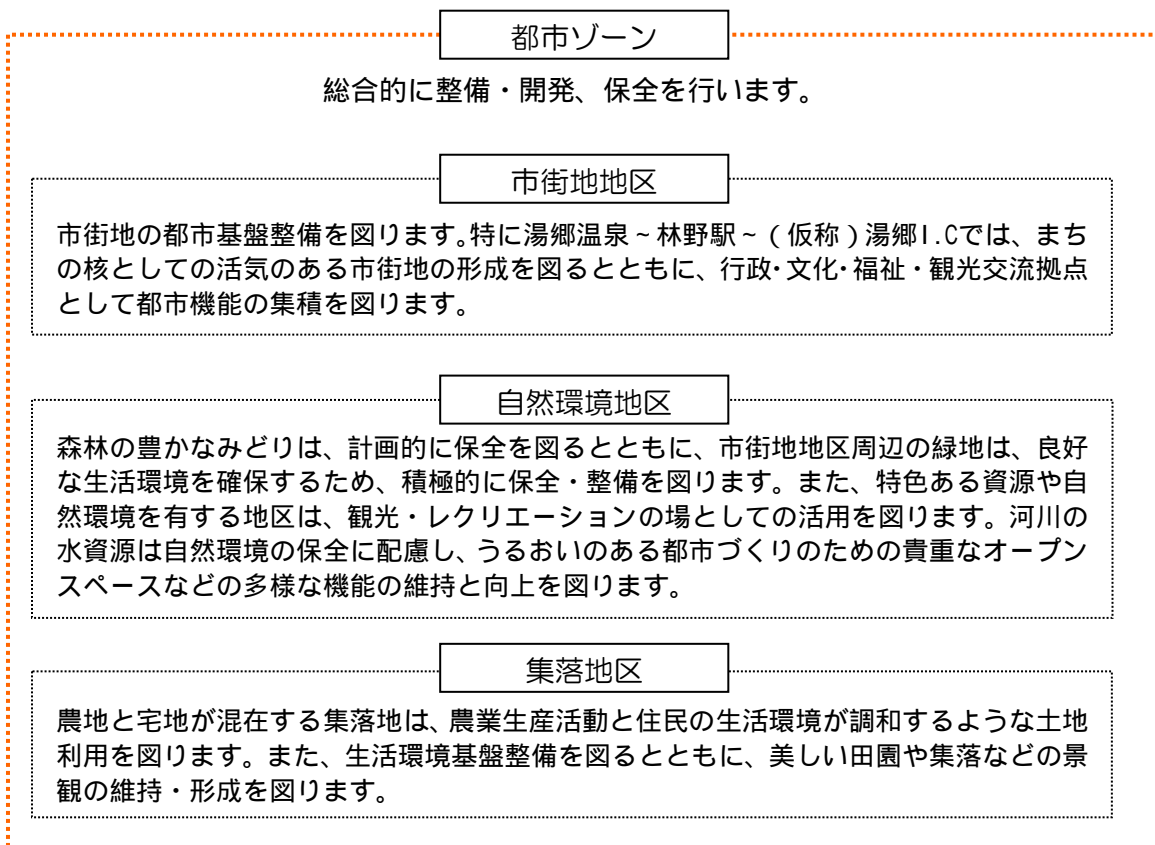 都市ゾーン
総合的に整備・開発、保全を行います。
市街地地区
市街地の都市基盤整備を図ります。特に湯郷温泉~林野駅~(仮称)湯郷I.Cでは、まち
の核としての活気のある市街地の形成を図るとともに、行政・文化・福祉・観光交流拠点
として都市機能の集積を図ります。
自然環境地区
森林の豊かなみどりは、計画的に保全を図るとともに、市街地地区周辺の緑地は、良好
な生活環境を確保するため、積極的に保全・整備を図ります。また、特色ある資源や自
然環境を有する地区は、観光・レクリエーションの場としての活用を図ります。河川の
水資源は自然環境の保全に配慮し、うるおいのある都市づくりのための貴重なオープン
スペースなどの多様な機能の維持と向上を図ります。
集落地区
農地と宅地が混在する集落地は、農業生産活動と住民の生活環境が調和するような土地
利用を図ります。また、生活環境基盤整備を図るとともに、美しい田園や集落などの景
観の維持・形成を図ります。